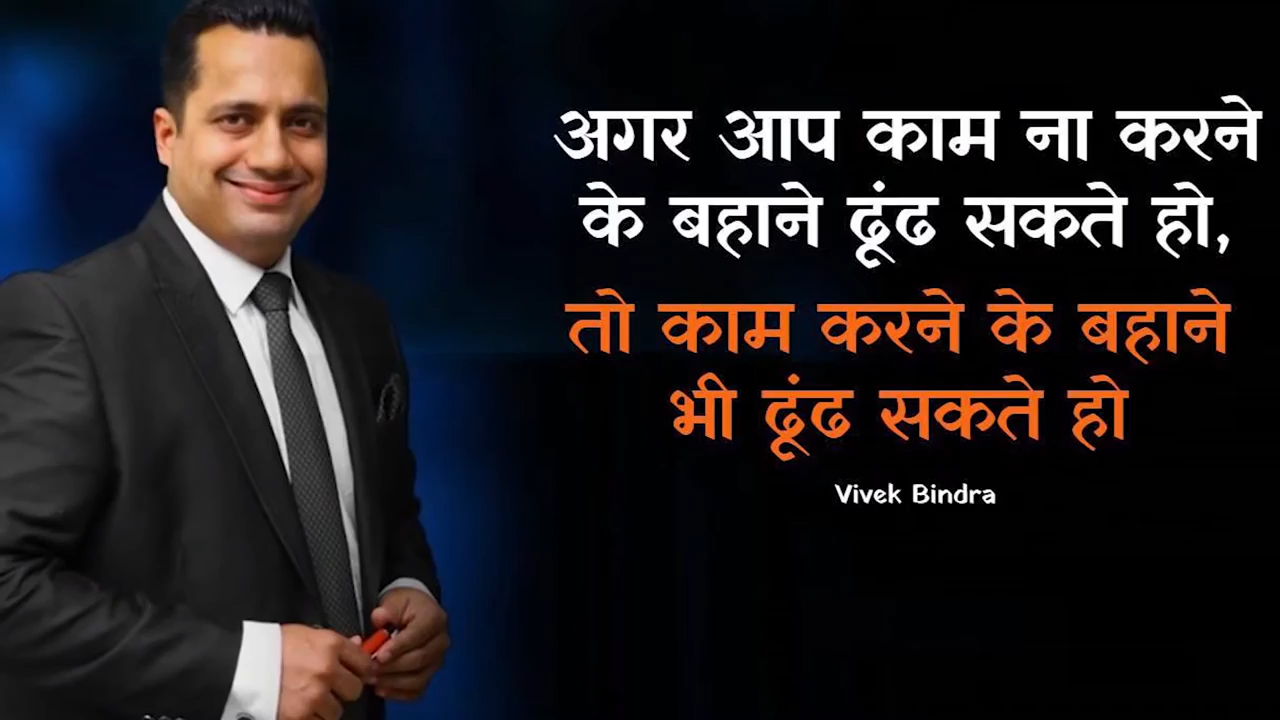 अगर आप काम ना करने
के बहाने ढूंढ सकते हो,
तो काम करने के बहाने
भी ढूंढ सकते हो
Vivek Bindra